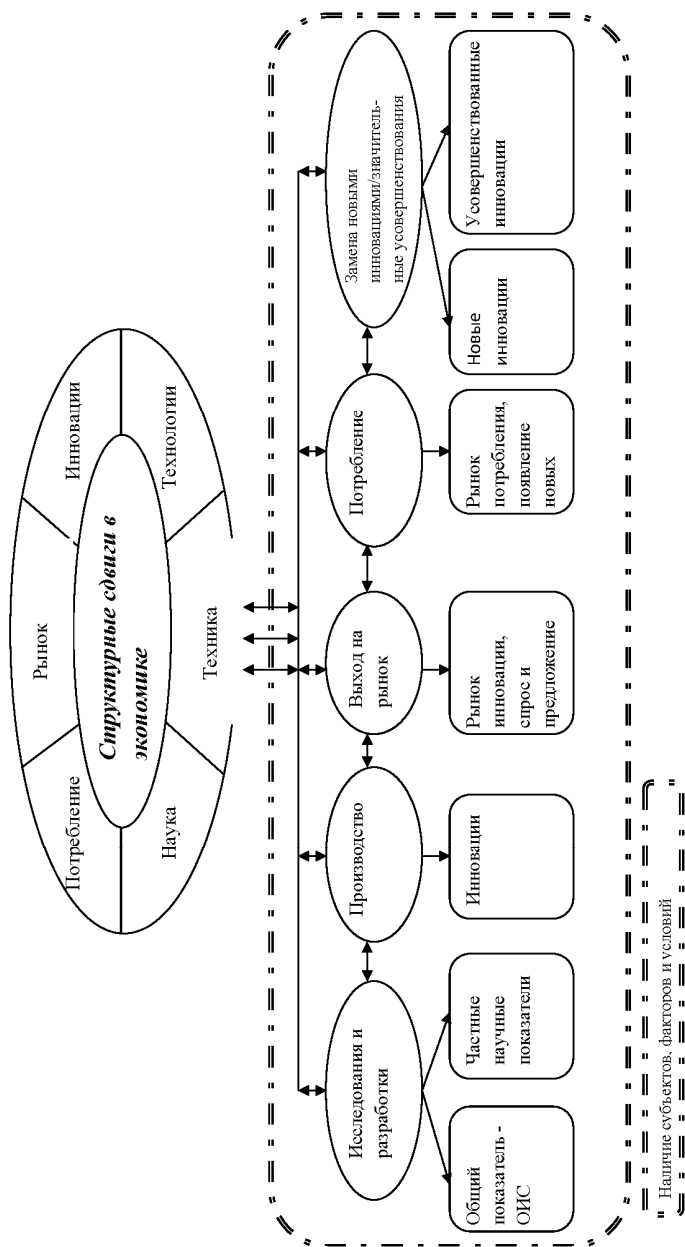 Рынок
Потребление
Инновации
Структурные сдвиги в
экономике
Наука
Технологии
Техника
Исследования и
разработки
Производство
Выход на
рынок
Потребление
Замена новыми
инновациями/значитель-
ные усовершенствования
Общий
показатель -
ОИС
Частные
научные
показатели
Инновации
Рынок
инновации,
спрос и
предложение
Рынок
потребления,
появление
новых
Новые
инновации
Усовершенствованные
инновации
Наличие субъектов, факторов и условий